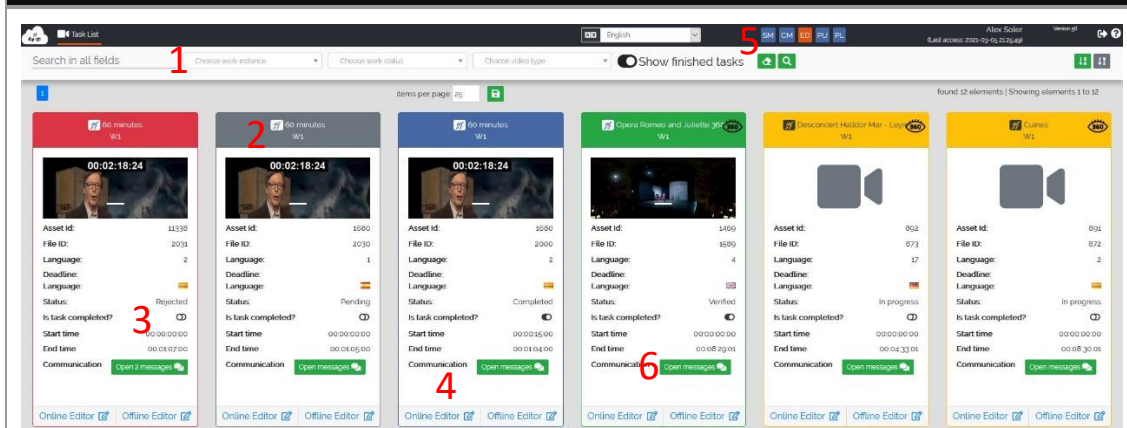 Task List
English
SM CM ED PU PL
Alex Soler
(Last access: 2021-03-05 21:25:49)
Version 98
5
Search in all fields
1
Choose work instance
Choose work status
Choose video type
Show finished tasks
1
items per page 25
found 12 elements | Showing elements 1 to 12
2
60 minutes
W1
00:02:18:24
Asset Id: 11338
File ID: 2031
Language: 2
Deadline:
Language:
Status: Rejected
Is task completed?
3
Start time 00:00:00:00
End time 00:01:07:00
Communication Open 2 messages
Online Editor Offline Editor
60 minutes
W1
00:02:18:24
Asset Id: 1680
File ID: 2030
Language: 1
Deadline:
Language:
Status: Pending
Is task completed?
Start time 00:00:00:00
End time 00:01:05:00
Communication Open messages
Online Editor Offline Editor
60 minutes
W1
00:02:18:24
Asset Id: 1680
File ID: 2000
Language: 2
Deadline:
Language:
Status: Completed
Is task completed?
Start time 00:00:15:00
End time 00:01:04:00
Communication Open messages
4
Online Editor Offline Editor
Opera Romeo and Juliette 360
W1
Asset Id: 1469
File ID: 1589
Language: 4
Deadline:
Language:
Status: Verified
Is task completed?
Start time 00:00:00:00
End time 00:08:29:01
6
Communication Open messages
Online Editor Offline Editor
Desconcert Halldor Mar - 360
W1
Asset Id: 892
File ID: 873
Language: 17
Deadline:
Language:
Status: In progress
Is task completed?
Start time 00:00:00:00
End time 00:04:33:01
Communication Open messages
Online Editor Offline Editor
Cuinos 360
W1
Asset Id: 891
File ID: 872
Language: 2
Deadline:
Language:
Status: In progress
Is task completed?
Start time 00:00:00:00
End time 00:08:30:01
Communication Open messages
Online Editor Offline Editor